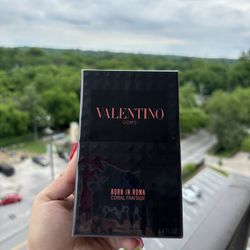 VALENTINO
UOMO
BORN IN ROMA
CORAL FANTASY